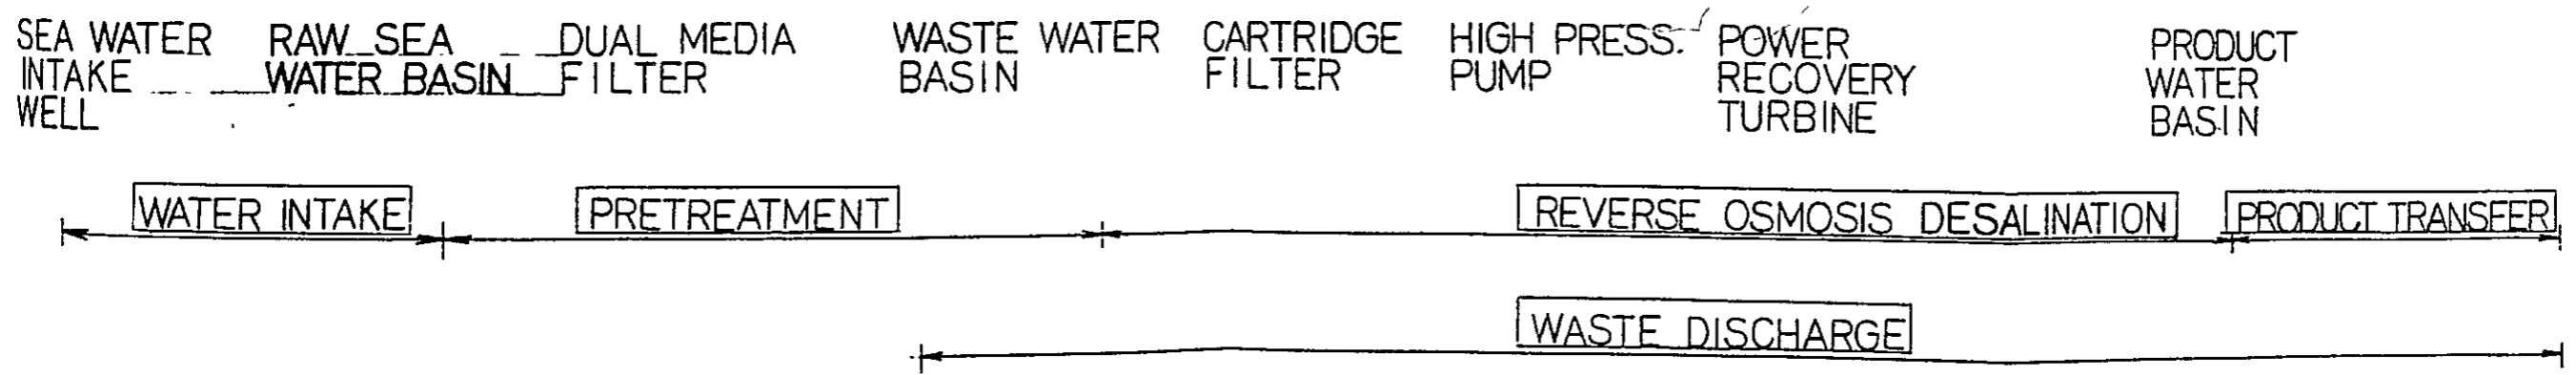 SEA WATER
INTAKE
WELL
RAW SEA
WATER BASIN
DUAL MEDIA
FILTER
WASTE WATER
BASIN
CARTRIDGE
FILTER
HIGH PRESS.
PUMP
POWER
RECOVERY
TURBINE
PRODUCT
WATER
BASIN
WATER INTAKE
PRETREATMENT
REVERSE OSMOSIS DESALINATION
PRODUCT TRANSFER
WASTE DISCHARGE